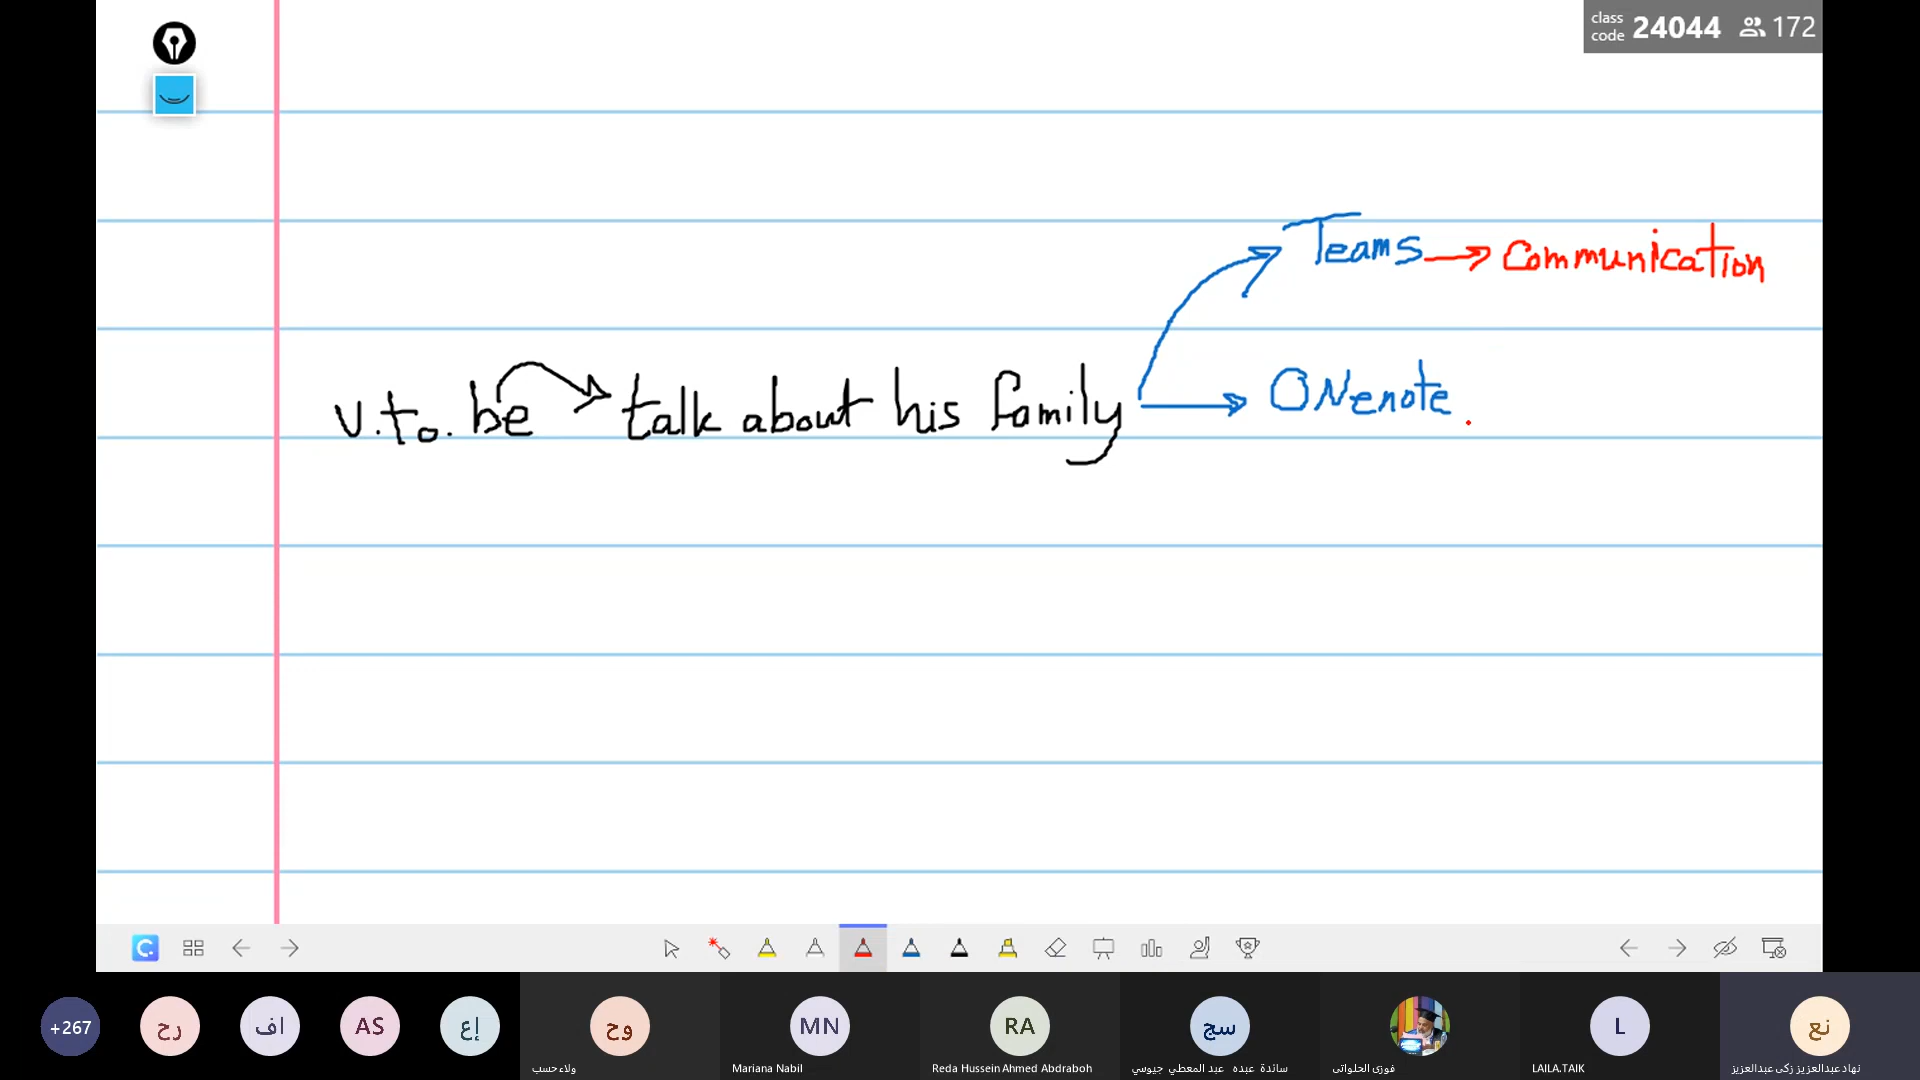 class code 24044 172
Teams → Communication
v.to.be talk about his family → ONenote.
+267
رح
اف
AS
إع
وح
ولاء حسب
MN
Mariana Nabil
RA
Reda Hussein Ahmed Abdraboh
سج
سائدة عبده عبد المعطي جيوسي
فوزى الحلوانى
L
LAILA.TAIK
نع
نهاد عبدالعزيز زكى عبدالعزيز